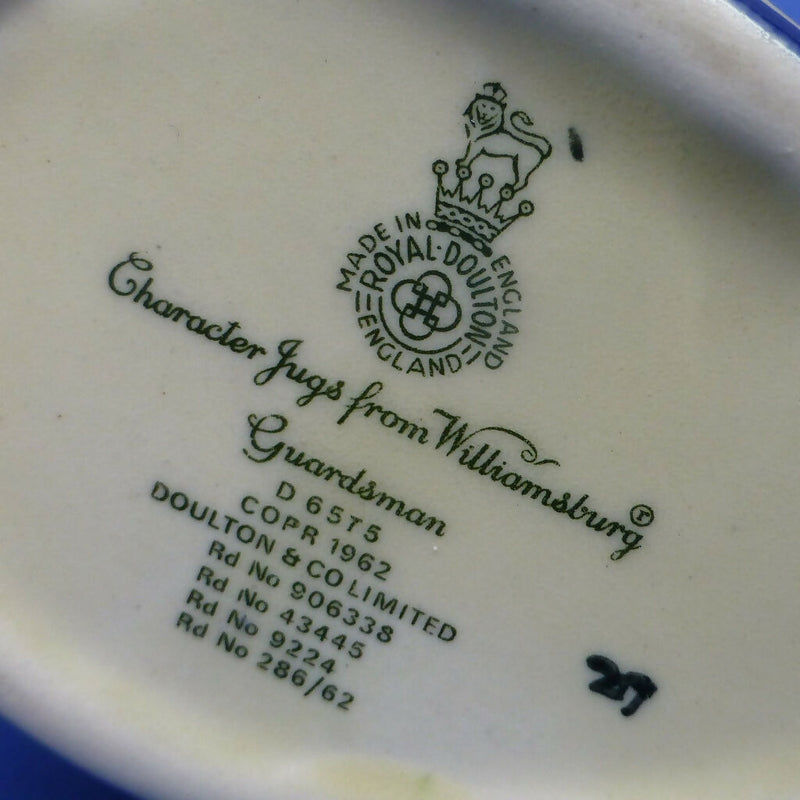 MADE IN ENGLAND
ROYAL·DOULTON
ENGLAND
Character Jugs from Williamsburg ®
Guardsman
D 6575
COPR 1962
DOULTON & CO LIMITED
Rd No 906338
Rd No 43445
Rd No 9224
Rd No 286/62